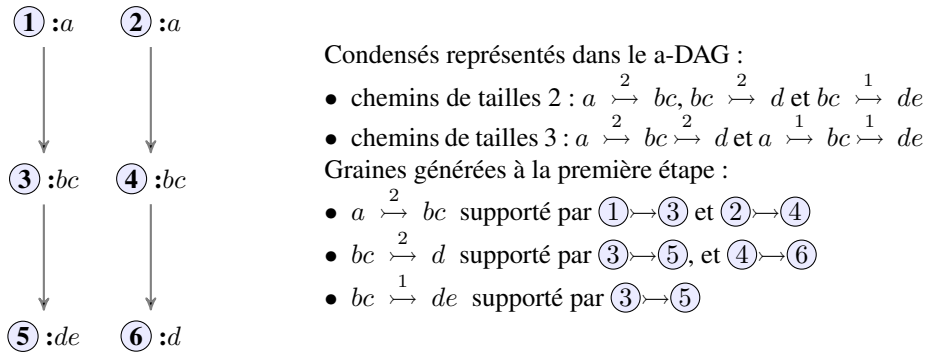 1 :a 2 :a
3 :bc 4 :bc
5 :de 6 :d
Condensés représentés dans le a-DAG :
• chemins de tailles 2 : a ↣² bc, bc ↣² d et bc ↣¹ de
• chemins de tailles 3 : a ↣² bc ↣² d et a ↣¹ bc ↣¹ de
Graines générées à la première étape :
• a ↣² bc supporté par ①↣③ et ②↣④
• bc ↣² d supporté par ③↣⑤, et ④↣⑥
• bc ↣¹ de supporté par ③↣⑤